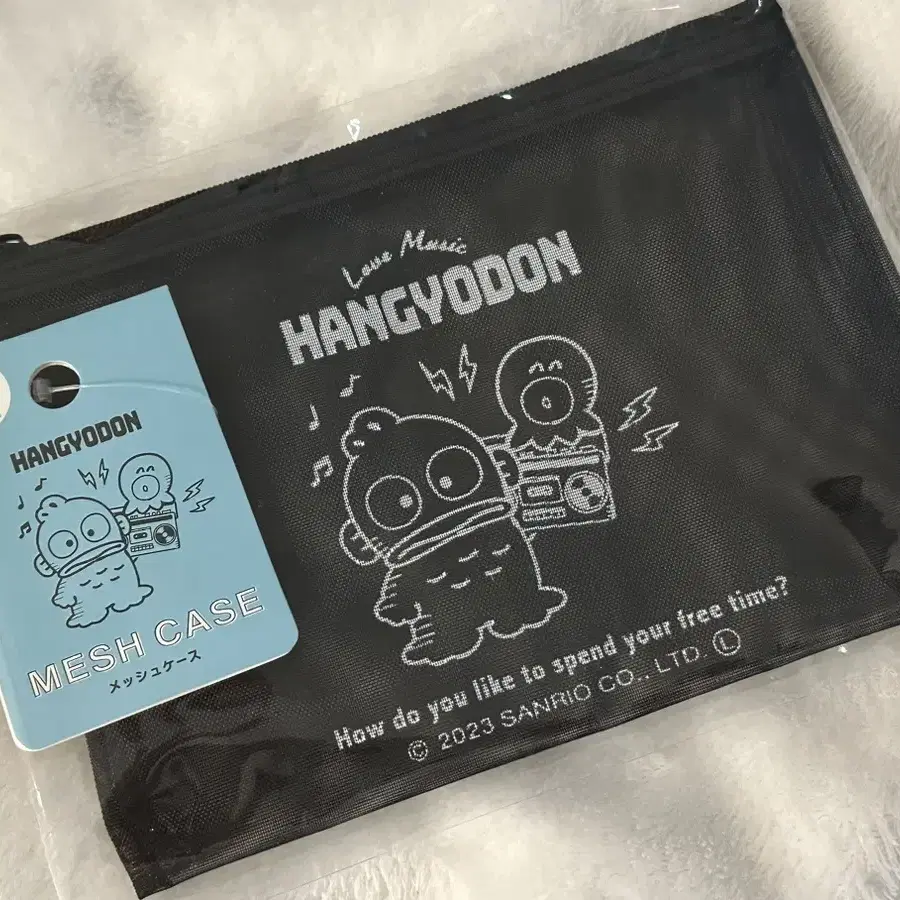 Love Music
HANGYODON
How do you like to spend your free time?
© 2023 SANRIO CO., LTD. Ⓛ
HANGYODON
MESH CASE
メッシュケース